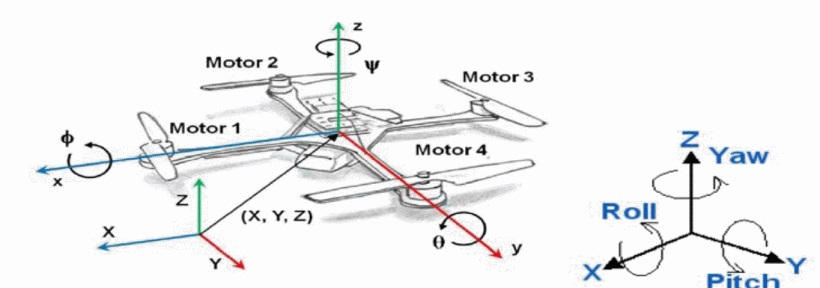 z
Motor 2
ψ
Motor 3
ϕ
Motor 1
x
Motor 4
Z
(X, Y, Z)
X
θ
y
Y
Z
Yaw
Roll
X
Y
Pitch